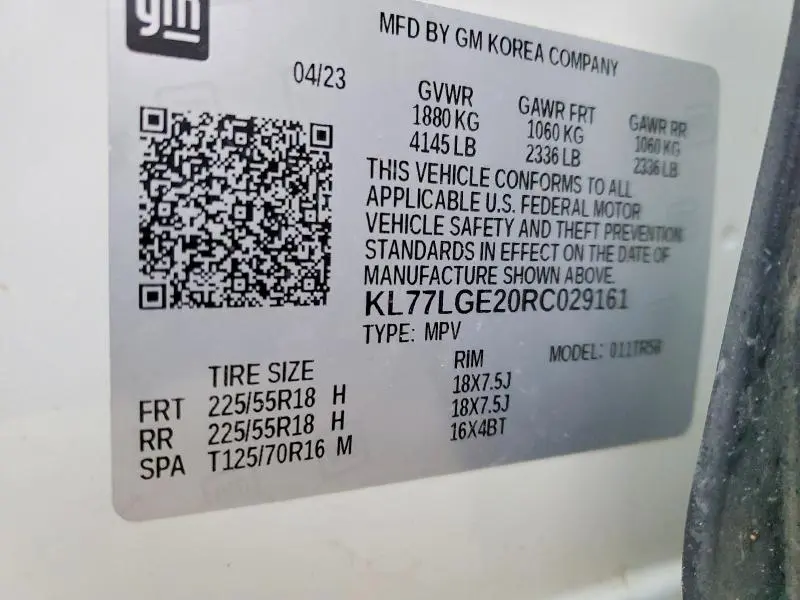 gm
MFD BY GM KOREA COMPANY
04/23
GVWR GAWR FRT GAWR RR
1880 KG 1060 KG 1060 KG
4145 LB 2336 LB 2336 LB
THIS VEHICLE CONFORMS TO ALL
APPLICABLE U.S. FEDERAL MOTOR
VEHICLE SAFETY AND THEFT PREVENTION
STANDARDS IN EFFECT ON THE DATE OF
MANUFACTURE SHOWN ABOVE.
KL77LGE20RC029161
TYPE: MPV MODEL: 011TR58
TIRE SIZE RIM
FRT 225/55R18 H 18X7.5J
RR 225/55R18 H 18X7.5J
SPA T125/70R16 M 16X4BT